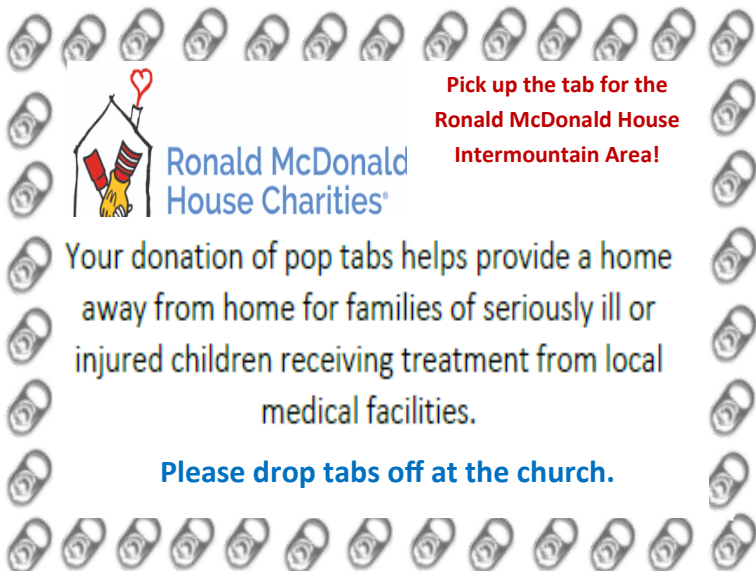 Pick up the tab for the
Ronald McDonald House
Intermountain Area!
Ronald McDonald
House Charities®
Your donation of pop tabs helps provide a home
away from home for families of seriously ill or
injured children receiving treatment from local
medical facilities.
Please drop tabs off at the church.